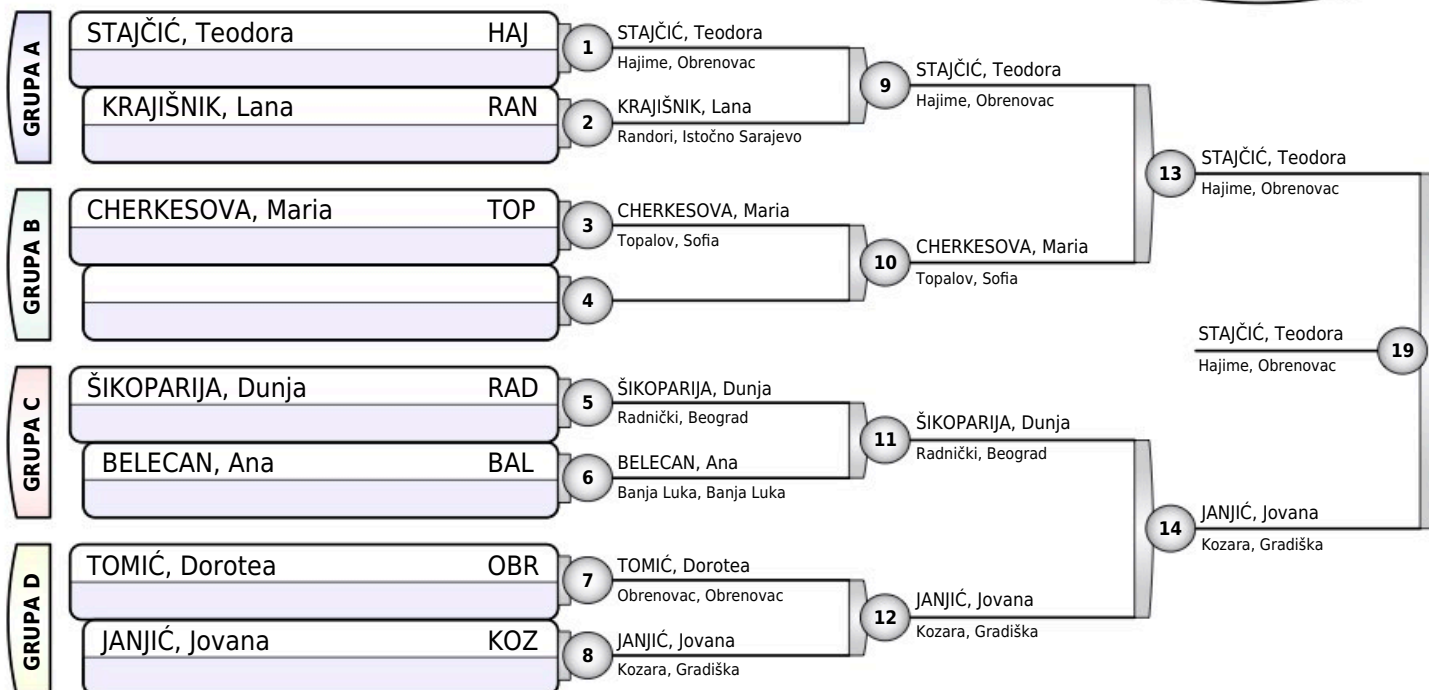 GRUPA A
STAJČIĆ, Teodora HAJ
KRAJIŠNIK, Lana RAN
GRUPA B
CHERKESOVA, Maria TOP
GRUPA C
ŠIKOPARIJA, Dunja RAD
BELECAN, Ana BAL
GRUPA D
TOMIĆ, Dorotea OBR
JANJIĆ, Jovana KOZ
1
STAJČIĆ, Teodora
Hajime, Obrenovac
2
KRAJIŠNIK, Lana
Randori, Istočno Sarajevo
3
CHERKESOVA, Maria
Topalov, Sofia
4
5
ŠIKOPARIJA, Dunja
Radnički, Beograd
6
BELECAN, Ana
Banja Luka, Banja Luka
7
TOMIĆ, Dorotea
Obrenovac, Obrenovac
8
JANJIĆ, Jovana
Kozara, Gradiška
9
STAJČIĆ, Teodora
Hajime, Obrenovac
10
CHERKESOVA, Maria
Topalov, Sofia
11
ŠIKOPARIJA, Dunja
Radnički, Beograd
12
JANJIĆ, Jovana
Kozara, Gradiška
13
STAJČIĆ, Teodora
Hajime, Obrenovac
14
JANJIĆ, Jovana
Kozara, Gradiška
STAJČIĆ, Teodora
Hajime, Obrenovac
19